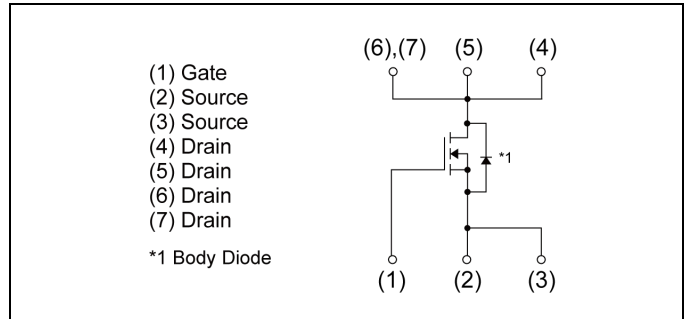 (1) Gate
(2) Source
(3) Source
(4) Drain
(5) Drain
(6) Drain
(7) Drain
*1 Body Diode
(6),(7) (5) (4)
*1
(1) (2) (3)